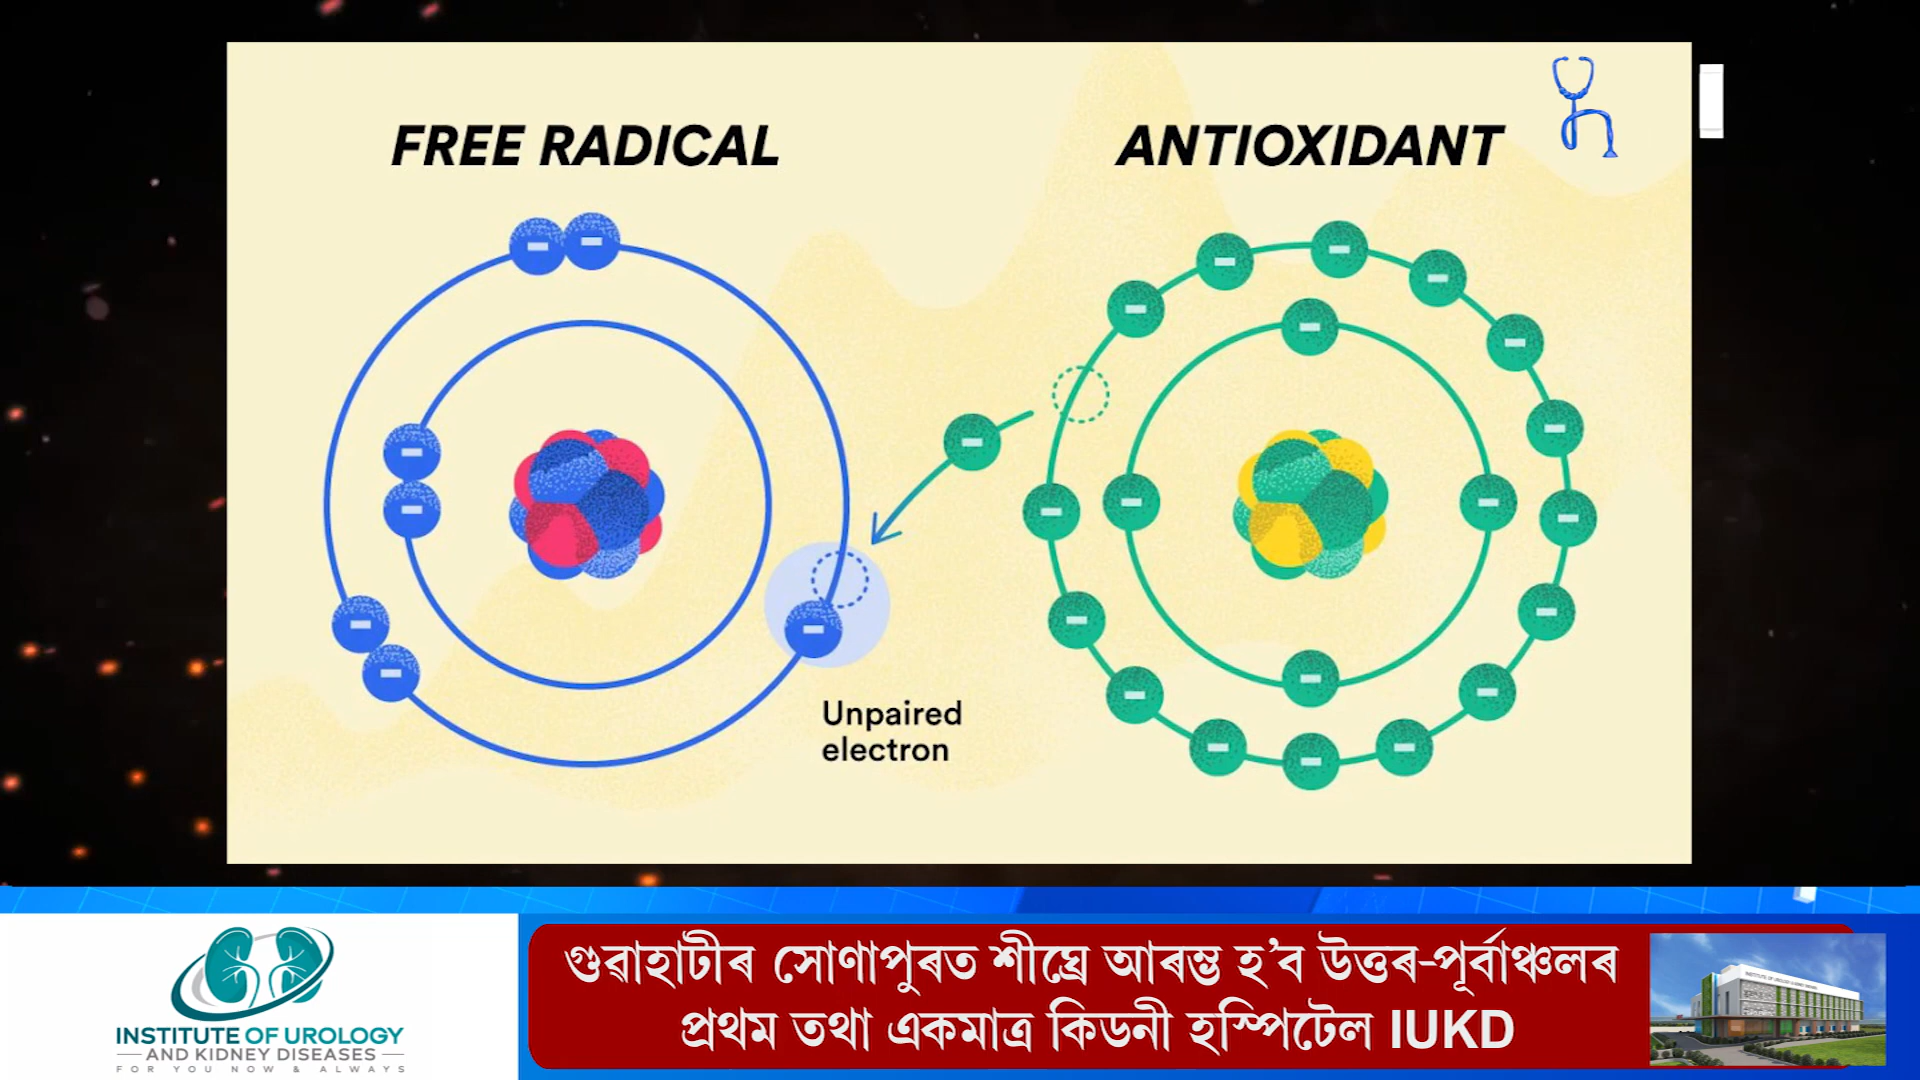 FREE RADICAL
ANTIOXIDANT
Unpaired
electron
গুৱাহাটীৰ সোণাপুৰত শীঘ্ৰে আৰম্ভ হ’ব উত্তৰ-পূৰ্বাঞ্চলৰ
প্ৰথম তথা একমাত্ৰ কিডনী হস্পিটেল IUKD
INSTITUTE OF UROLOGY
AND KIDNEY DISEASES
FOR YOU NOW & ALWAYS